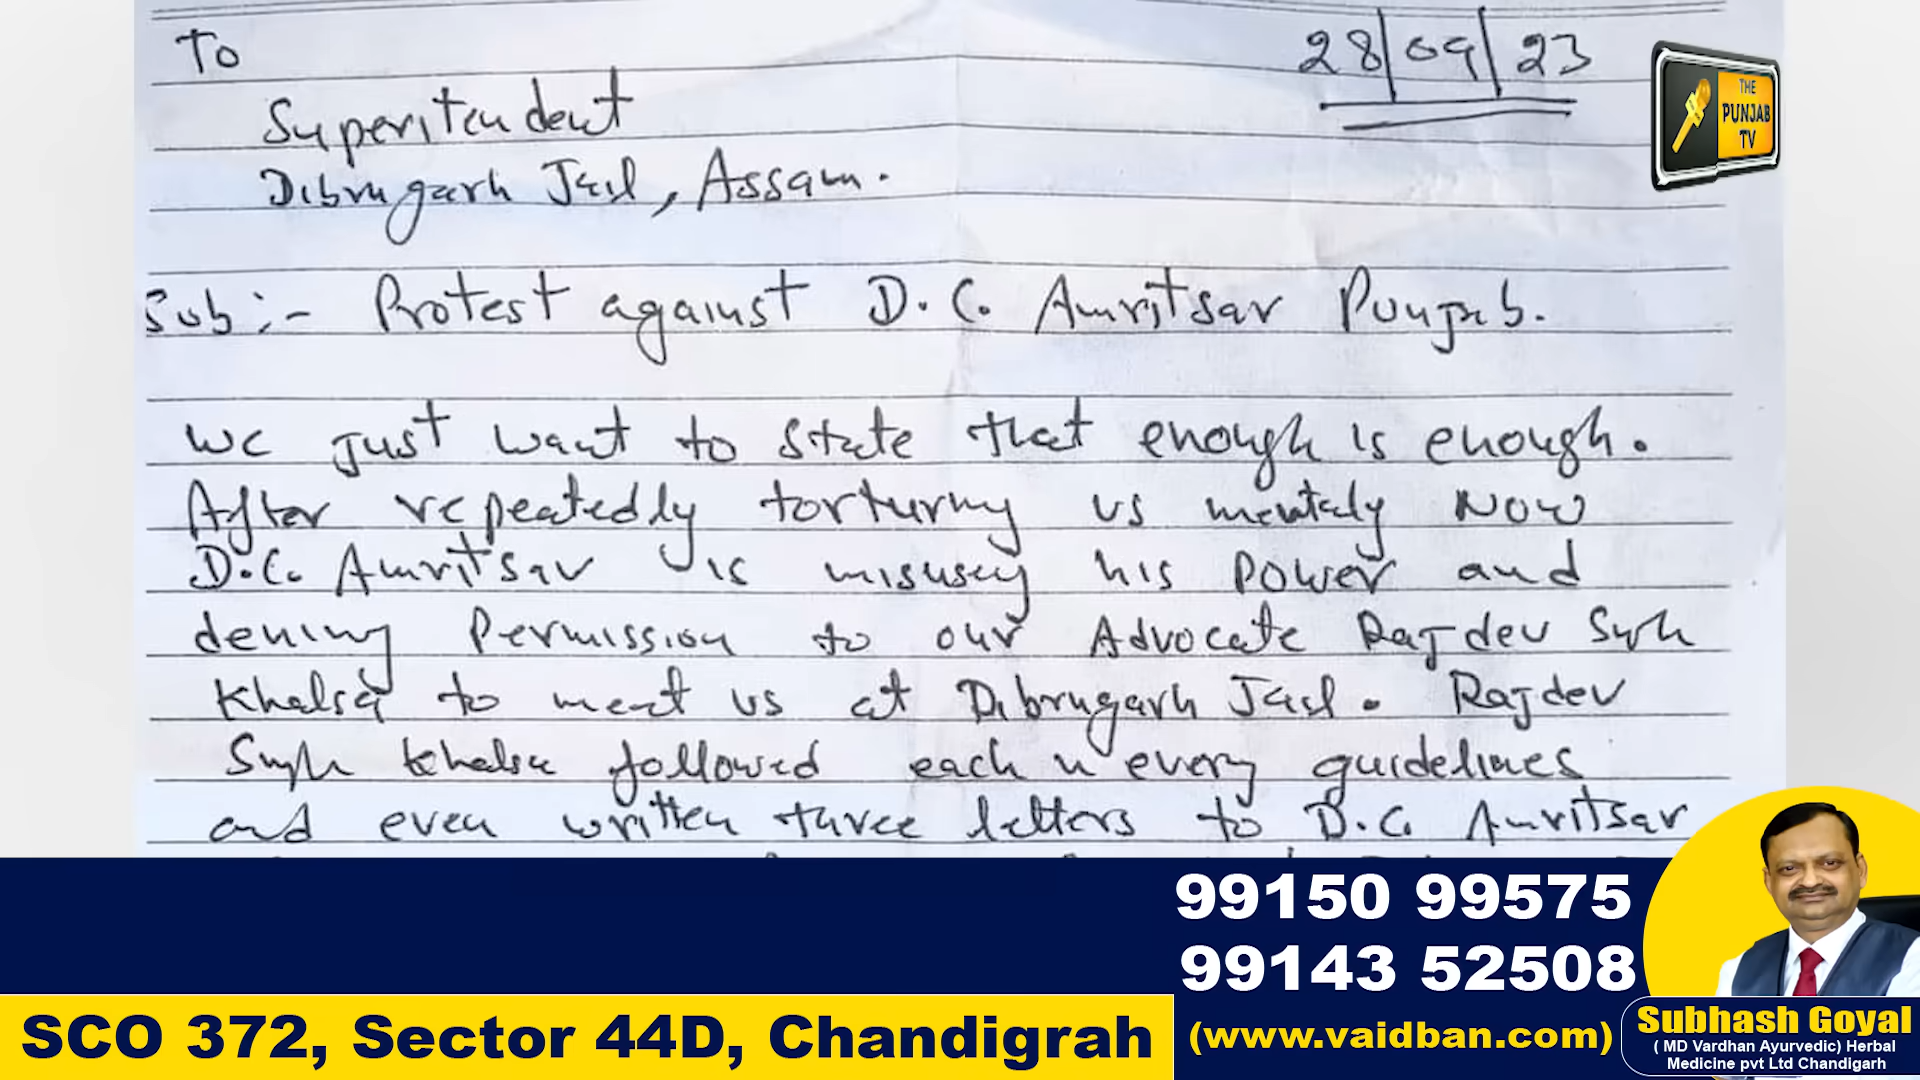 To
28/09/23
Superitendent
Dibrugarh Jail, Assam.
Sub:- Protest against D.C. Amritsar Punjab.
We just want to state that enough is enough.
After repeatedly torturing us mentaly Now
D.C. Amritsar is misusing his power and
dening Permission to our Advocate Rajdev Singh
Khalsa to meet us at Dibrugarh Jail. Rajdev
Singh Khalsa followed each n every guidelines
and even written three letters to D.C. Amritsar
THE
PUNJAB
TV
99150 99575
99143 52508
SCO 372, Sector 44D, Chandigrah
(www.vaidban.com)
Subhash Goyal
( MD Vardhan Ayurvedic) Herbal
Medicine pvt Ltd Chandigarh